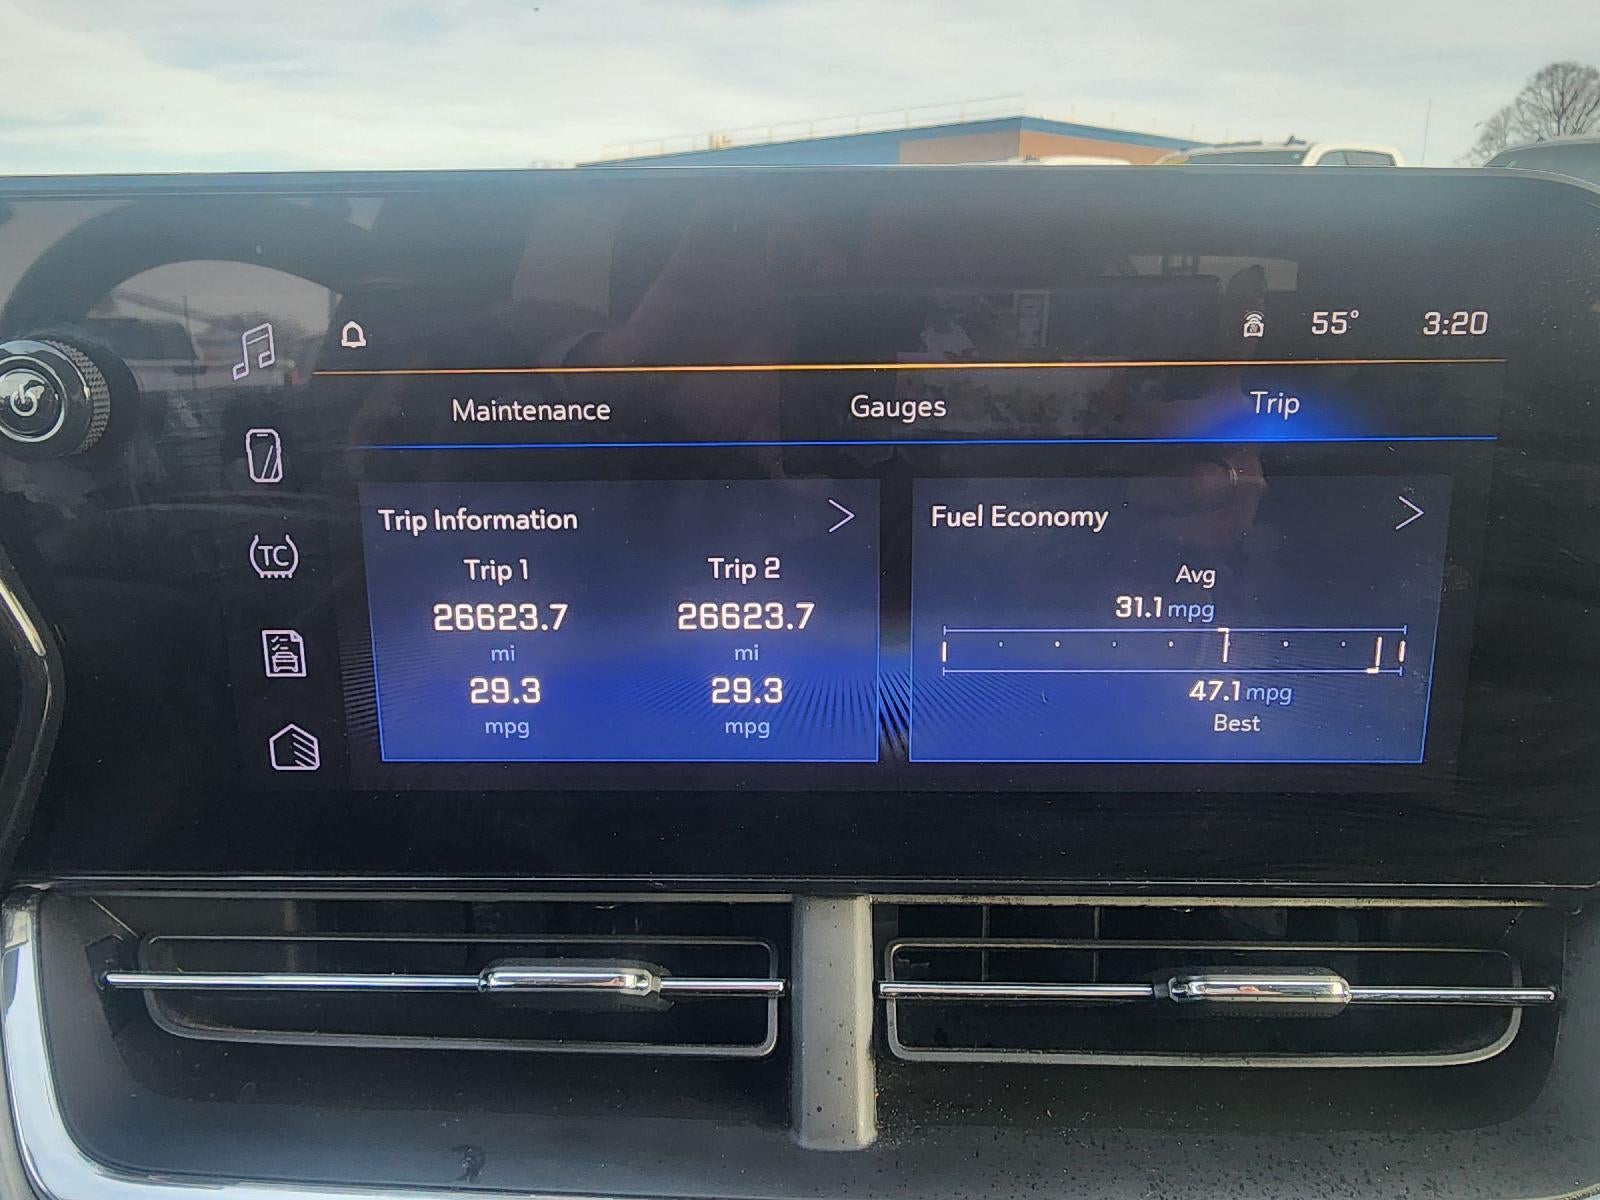 55° 3:20
Maintenance Gauges Trip
Trip Information
Trip 1 Trip 2
26623.7 26623.7
mi mi
29.3 29.3
mpg mpg
Fuel Economy
Avg
31.1 mpg
47.1 mpg
Best
TC